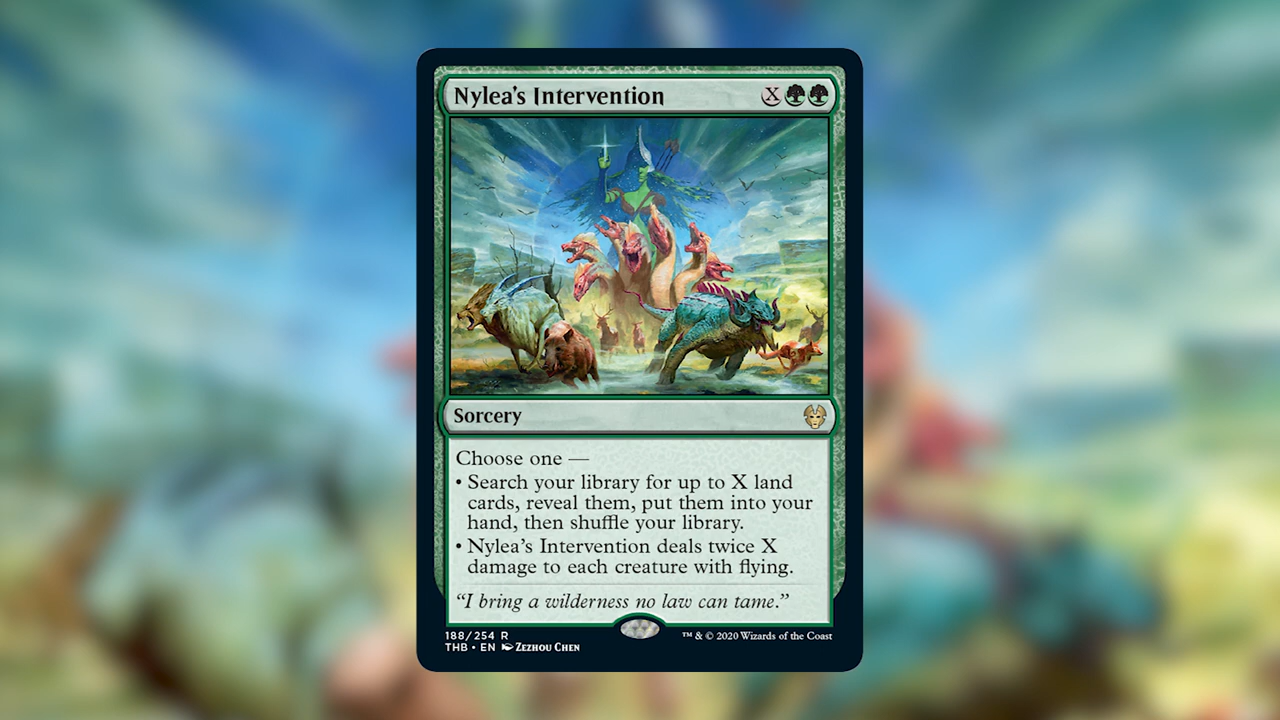 Nylea's Intervention X
Sorcery
Choose one —
• Search your library for up to X land
cards, reveal them, put them into your
hand, then shuffle your library.
• Nylea's Intervention deals twice X
damage to each creature with flying.
“I bring a wilderness no law can tame.”
188/254 R
™ & © 2020 Wizards of the Coast
THB • EN Zezhou Chen